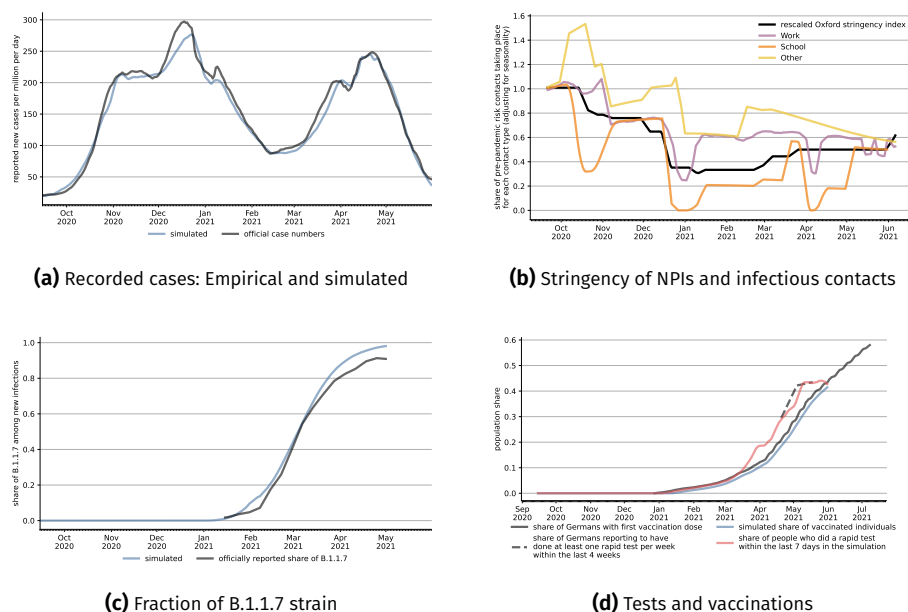 reported new cases per million per day
300
250
200
150
100
50
Oct
2020
Nov
2020
Dec
2020
Jan
2021
Feb
2021
Mar
2021
Apr
2021
May
2021
simulated
official case numbers
(a) Recorded cases: Empirical and simulated
share of pre-pandemic risk contacts taking place
for each contact type (adjusting for seasonality)
1.6
1.4
1.2
1.0
0.8
0.6
0.4
0.2
0.0
rescaled Oxford stringency index
Work
School
Other
Oct
2020
Nov
2020
Dec
2020
Jan
2021
Feb
2021
Mar
2021
Apr
2021
May
2021
Jun
2021
(b) Stringency of NPIs and infectious contacts
share of B.1.1.7 among new infections
1.0
0.8
0.6
0.4
0.2
0.0
Oct
2020
Nov
2020
Dec
2020
Jan
2021
Feb
2021
Mar
2021
Apr
2021
May
2021
simulated
officially reported share of B.1.1.7
(c) Fraction of B.1.1.7 strain
population share
0.6
0.5
0.4
0.3
0.2
0.1
0.0
Sep
2020
Oct
2020
Nov
2020
Dec
2020
Jan
2021
Feb
2021
Mar
2021
Apr
2021
May
2021
Jun
2021
Jul
2021
share of Germans with first vaccination dose
share of Germans reporting to have
done at least one rapid test per week
within the last 4 weeks
simulated share of vaccinated individuals
share of people who did a rapid test
within the last 7 days in the simulation
(d) Tests and vaccinations